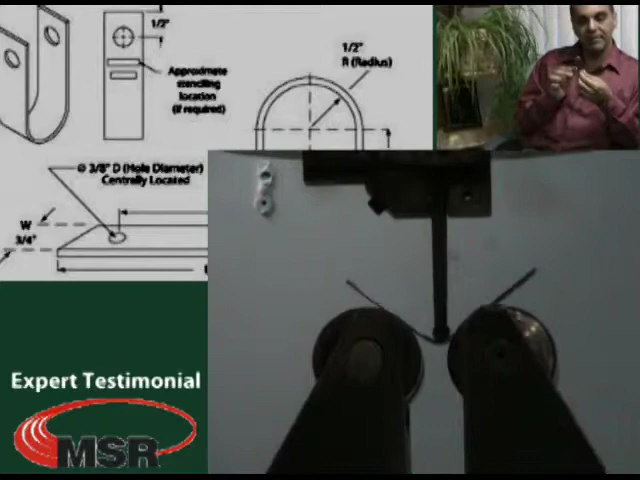 1/2"
Approximate
stenciling
location
(if required)
1/2"
R (Radius)
3/8" D (Hole Diameter)
Centrally Located
W
3/4"
Expert Testimonial
MSR